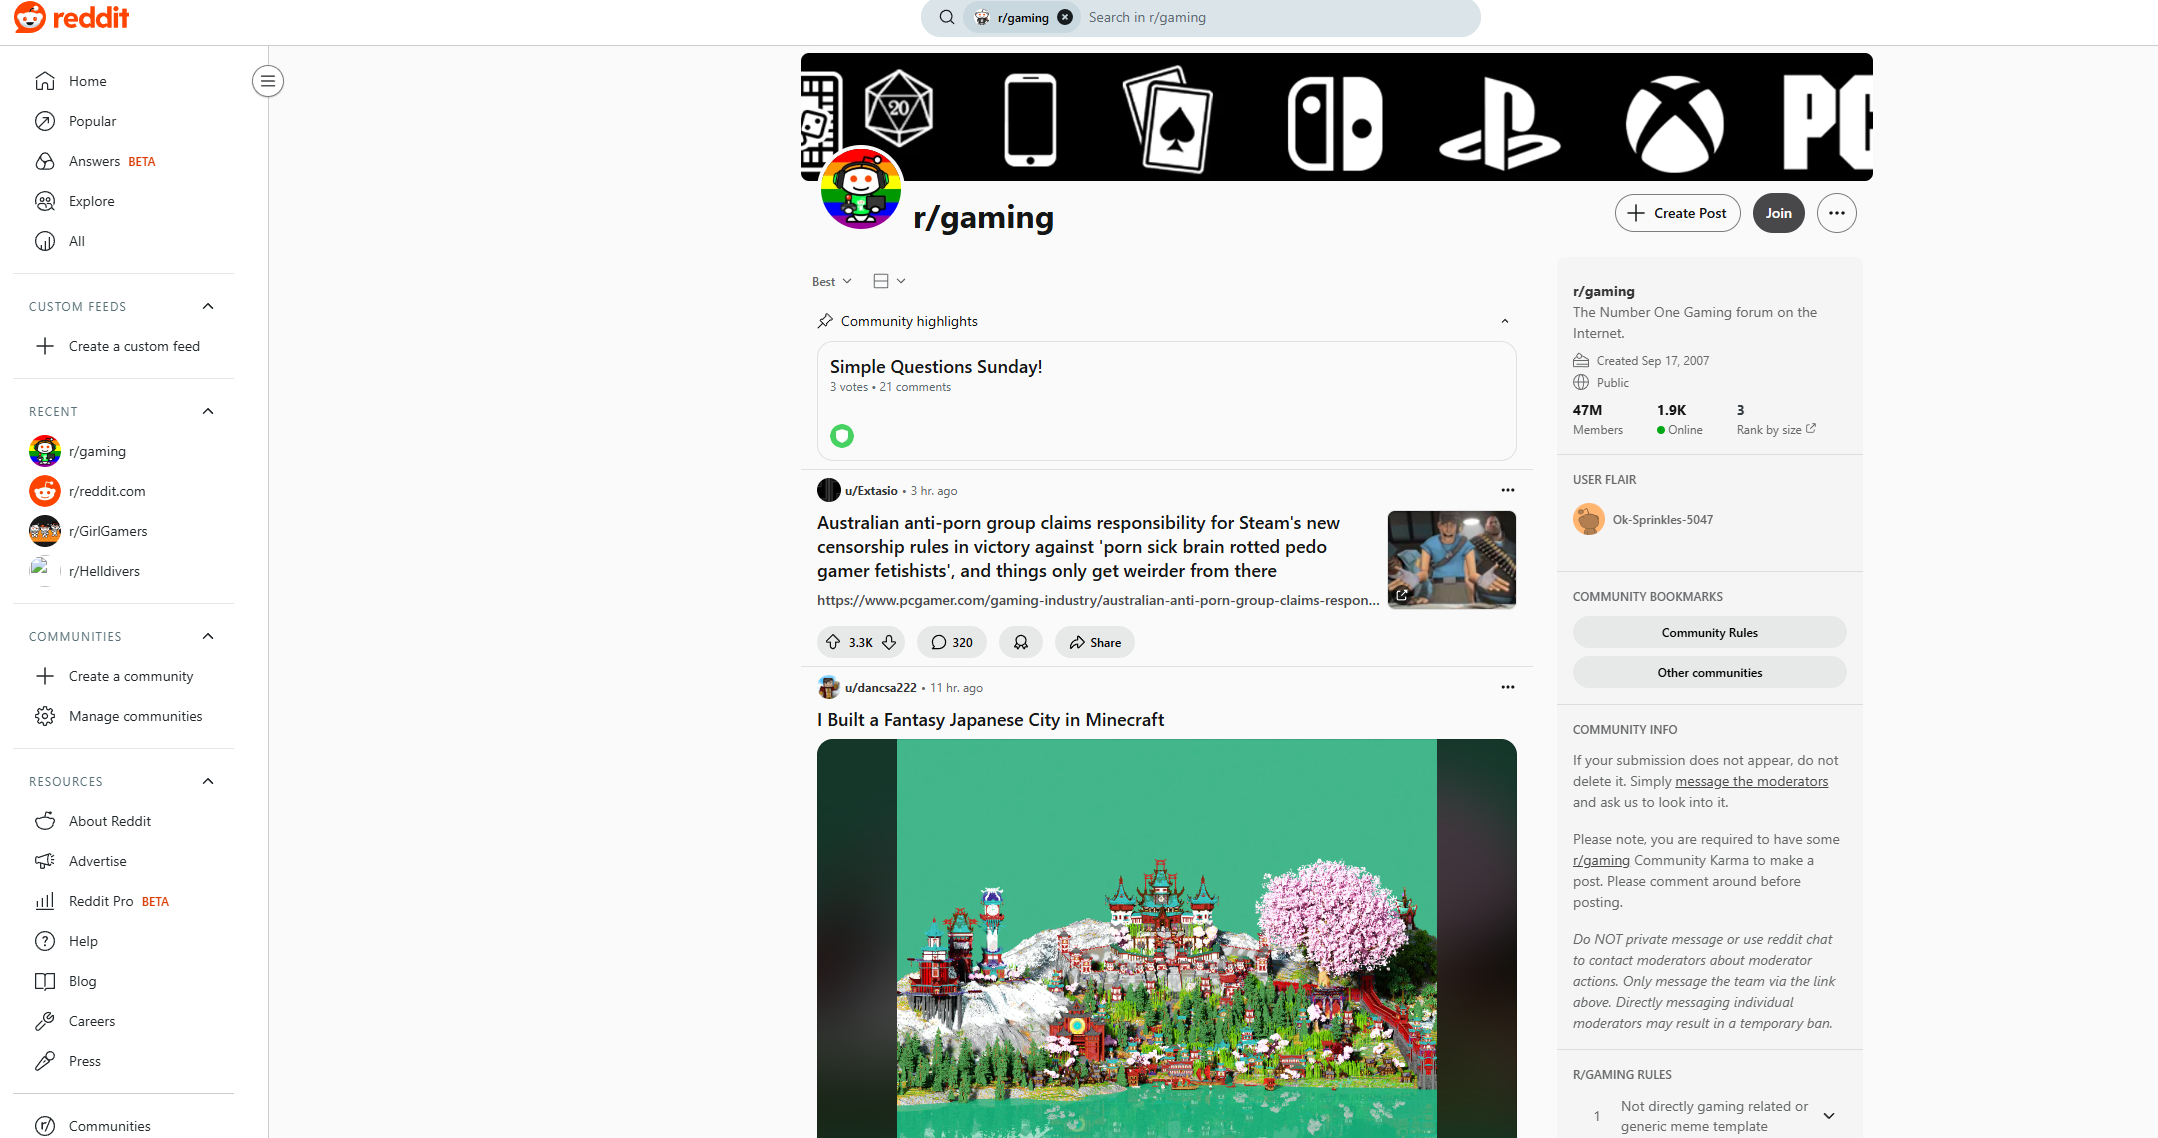 reddit
r/gaming
Search in r/gaming
Home
Popular
Answers BETA
Explore
All
CUSTOM FEEDS
Create a custom feed
RECENT
r/gaming
r/reddit.com
r/GirlGamers
r/Helldivers
COMMUNITIES
Create a community
Manage communities
RESOURCES
About Reddit
Advertise
Reddit Pro BETA
Help
Blog
Careers
Press
Communities
20
r/gaming
Create Post
Join
Best
Community highlights
Simple Questions Sunday!
3 votes • 21 comments
u/Extasio • 3 hr. ago
Australian anti-porn group claims responsibility for Steam's new
censorship rules in victory against 'porn sick brain rotted pedo
gamer fetishists', and things only get weirder from there
https://www.pcgamer.com/gaming-industry/australian-anti-porn-group-claims-respon...
3.3K
320
Share
u/dancsa222 • 11 hr. ago
I Built a Fantasy Japanese City in Minecraft
r/gaming
The Number One Gaming forum on the
Internet.
Created Sep 17, 2007
Public
47M 1.9K 3
Members Online Rank by size
USER FLAIR
Ok-Sprinkles-5047
COMMUNITY BOOKMARKS
Community Rules
Other communities
COMMUNITY INFO
If your submission does not appear, do not
delete it. Simply message the moderators
and ask us to look into it.
Please note, you are required to have some
r/gaming Community Karma to make a
post. Please comment around before
posting.
Do NOT private message or use reddit chat
to contact moderators about moderator
actions. Only message the team via the link
above. Directly messaging individual
moderators may result in a temporary ban.
R/GAMING RULES
1 Not directly gaming related or
generic meme template